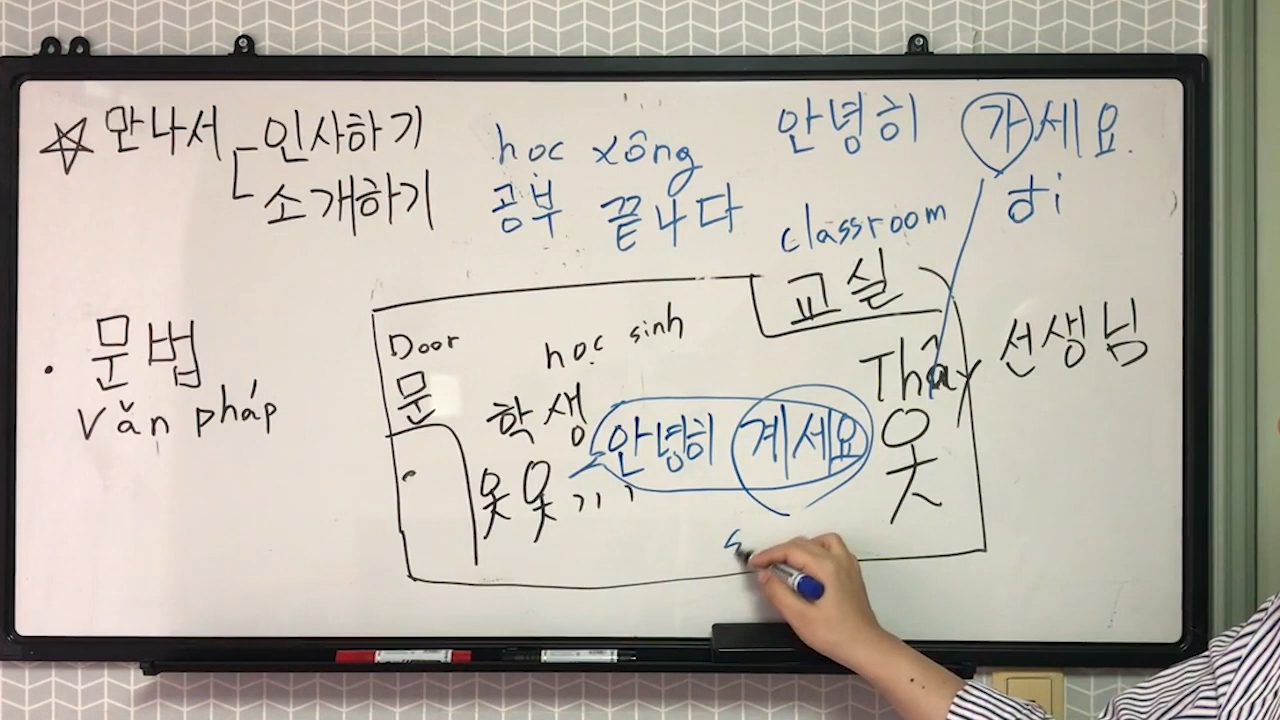 만나서 인사하기
소개하기
học xông
공부 끝나다
안녕히 가세요.
đi
classroom
교실
문법
văn pháp
Door
문
học sinh
학생
안녕히 계세요
Thầy 선생님